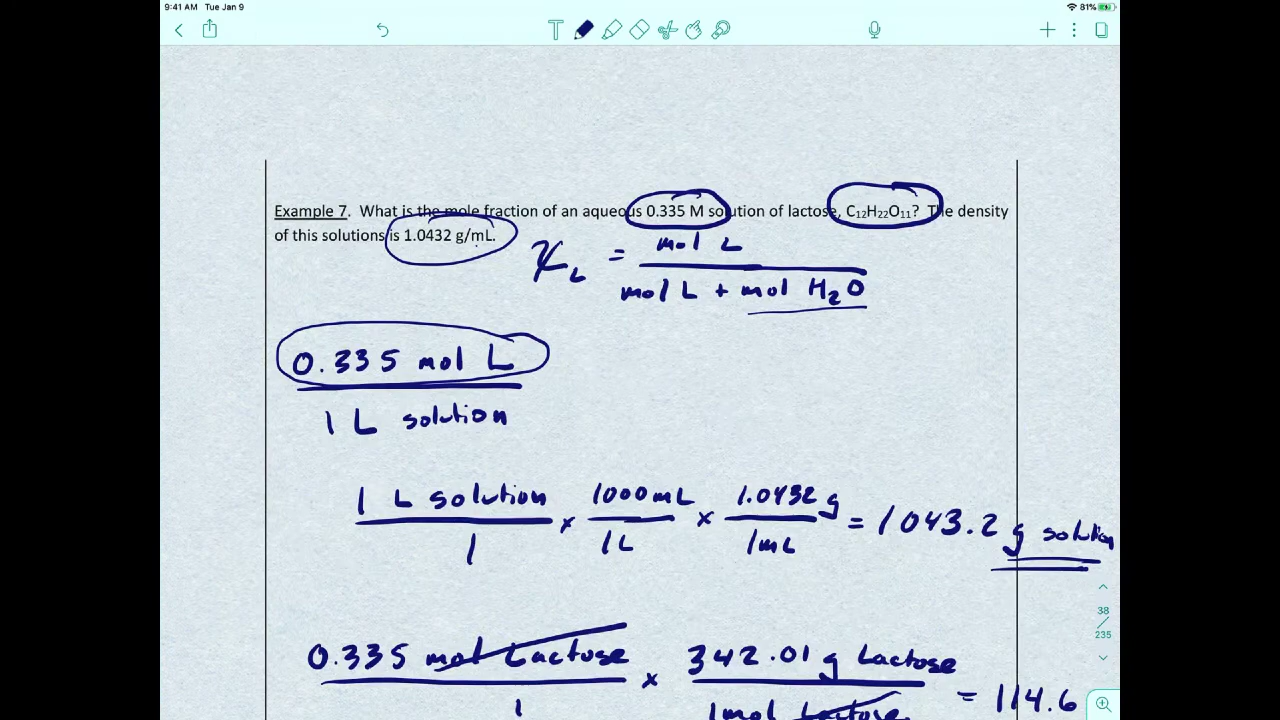 9:41 AM Tue Jan 9
81%
T
Example 7. What is the mole fraction of an aqueous 0.335 M solution of lactose, C₁₂H₂₂O₁₁? The density
of this solutions is 1.0432 g/mL.
χ_L = mol L / mol L + mol H₂O
0.335 mol L
1 L solution
1 L solution / 1 × 1000 mL / 1 L × 1.0432 g / 1 mL = 1043.2 g solution
38
/
235
0.335 mol Lactose / 1 × 342.01 g Lactose / 1 mol Lactose = 114.6